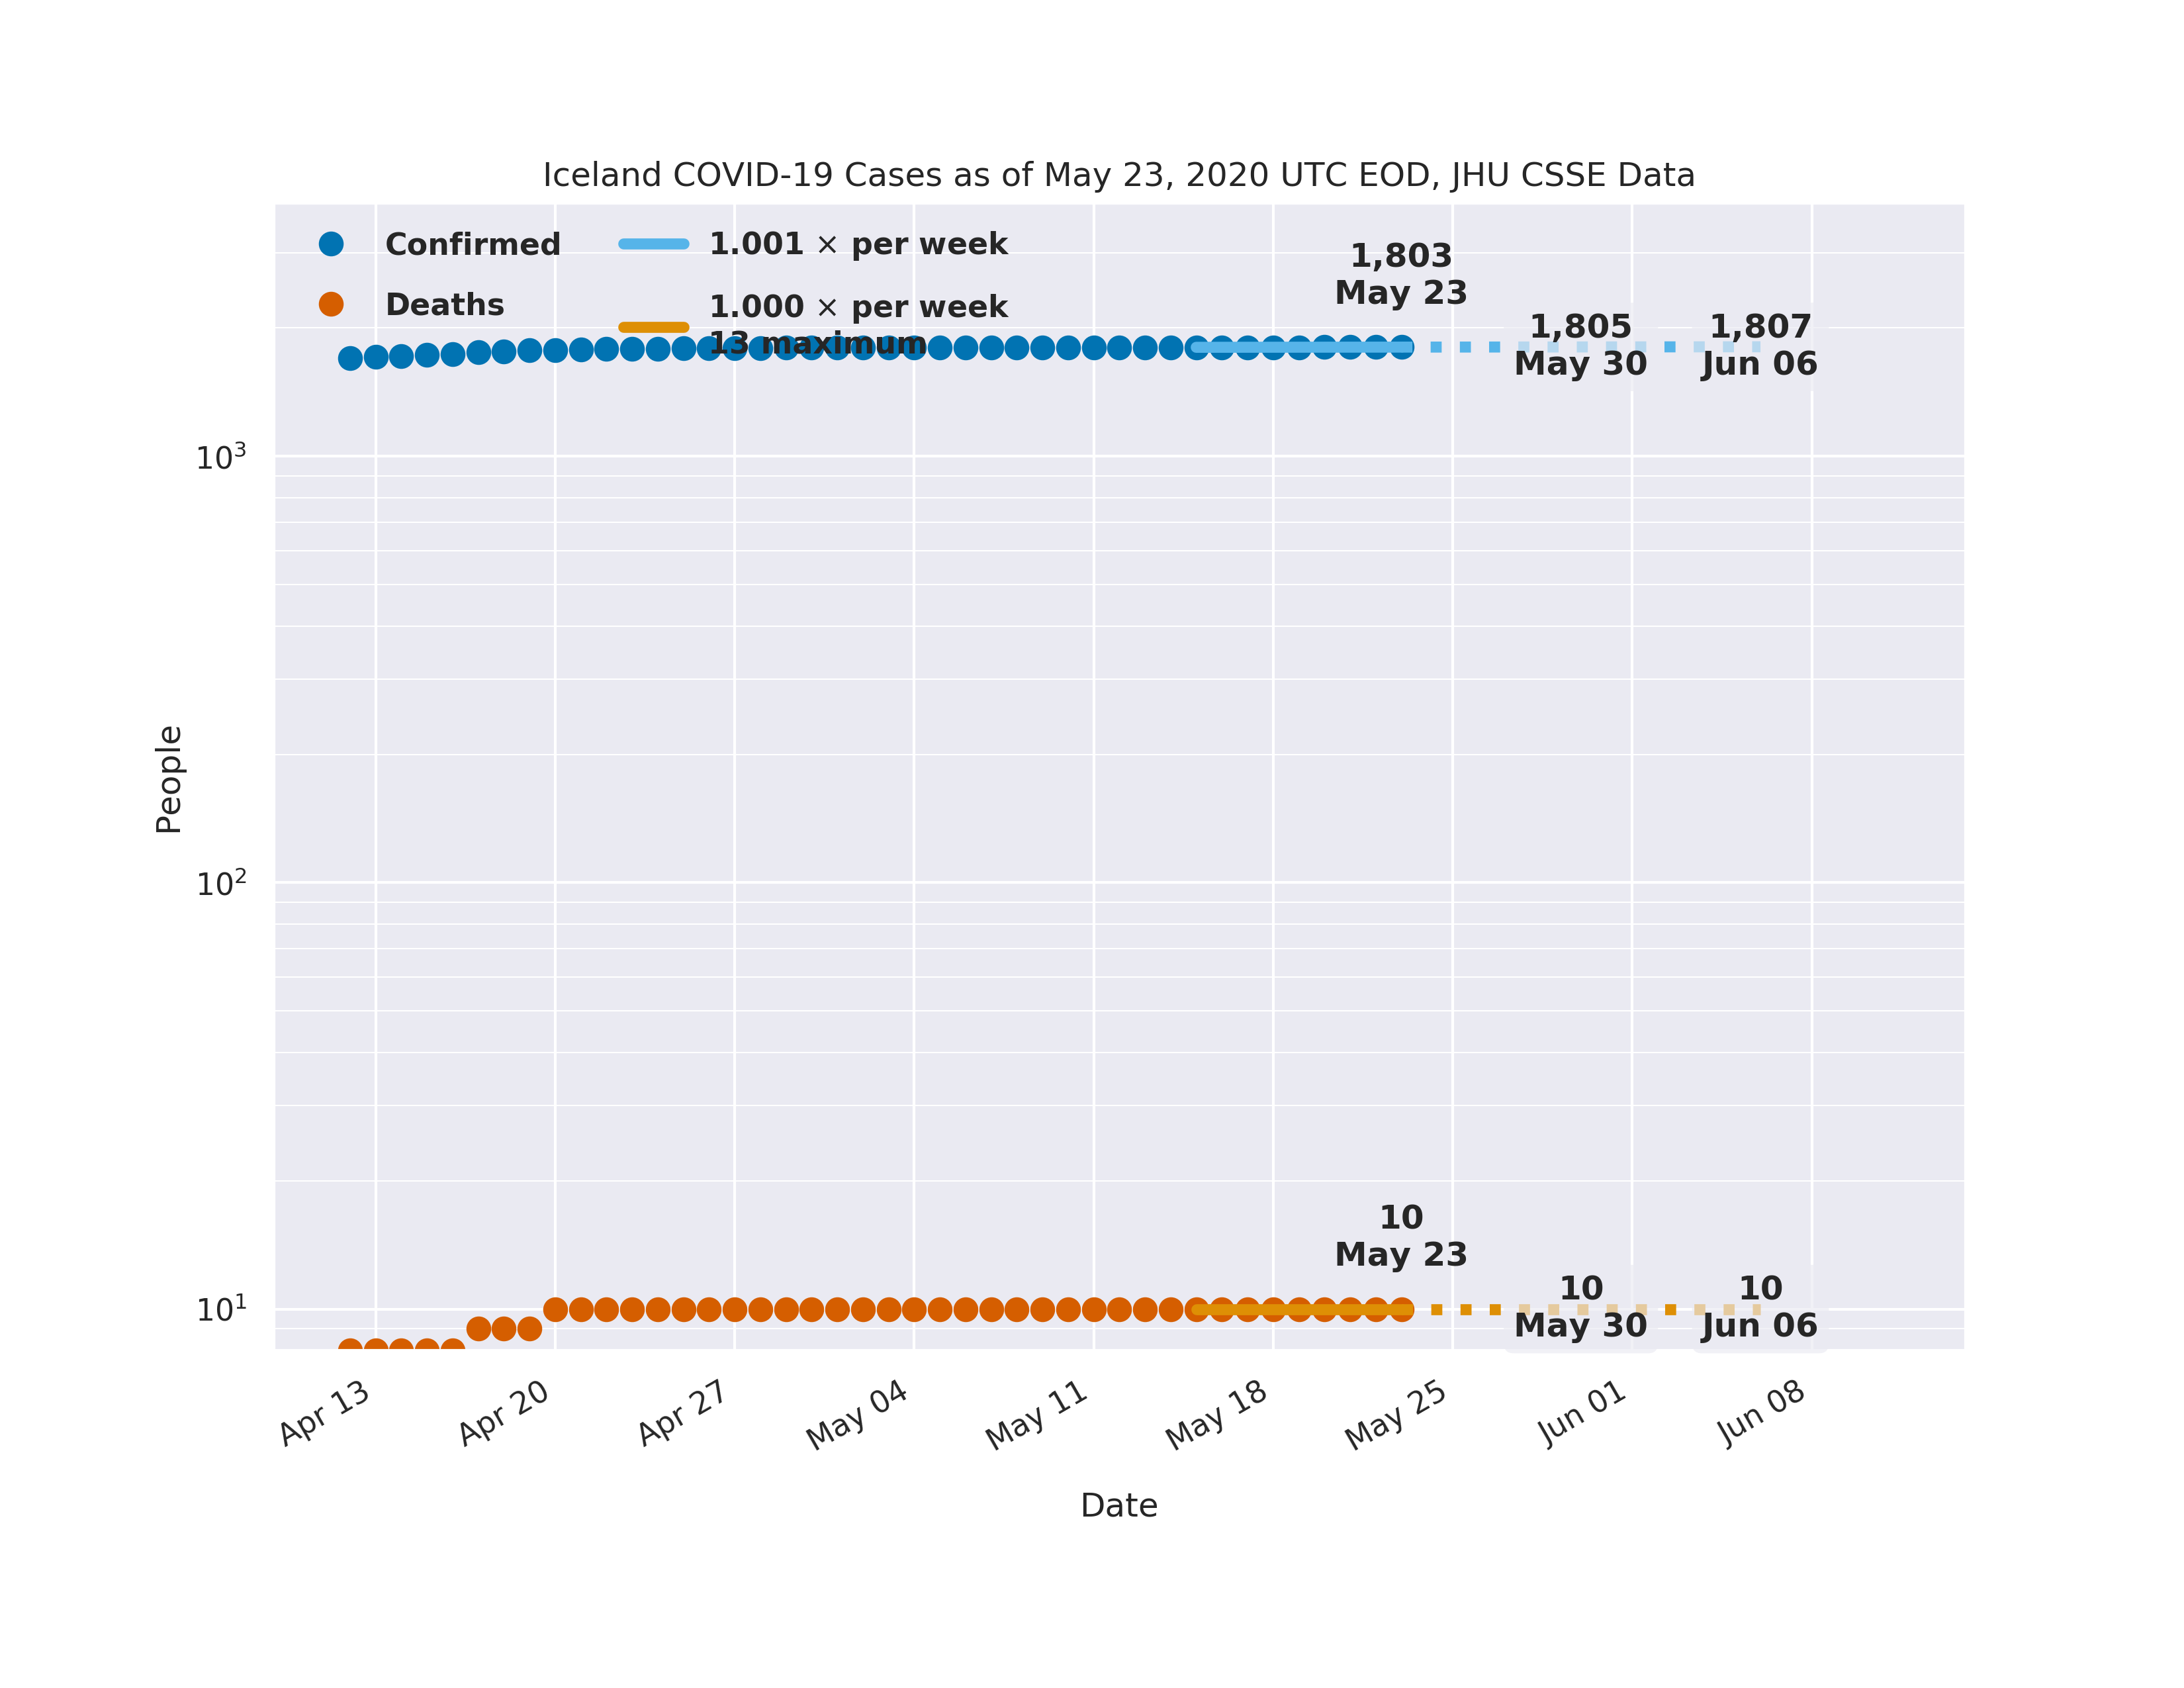 Iceland COVID-19 Cases as of May 23, 2020 UTC EOD, JHU CSSE Data
Confirmed
Deaths
1.001 × per week
1.000 × per week
13 maximum
1,803
May 23
1,805
May 30
1,807
Jun 06
10³
10²
10¹
People
10
May 23
10
May 30
10
Jun 06
Apr 13
Apr 20
Apr 27
May 04
May 11
May 18
May 25
Jun 01
Jun 08
Date